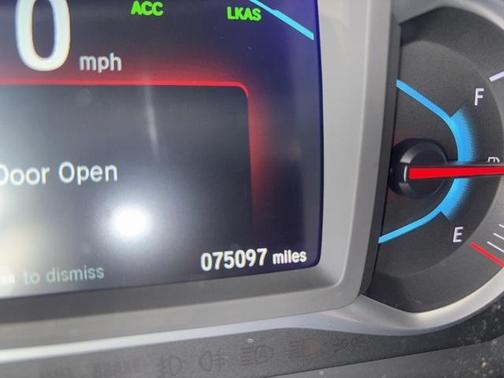 0
ACC
LKAS
mph
F
Door Open
E
to dismiss
075097 miles